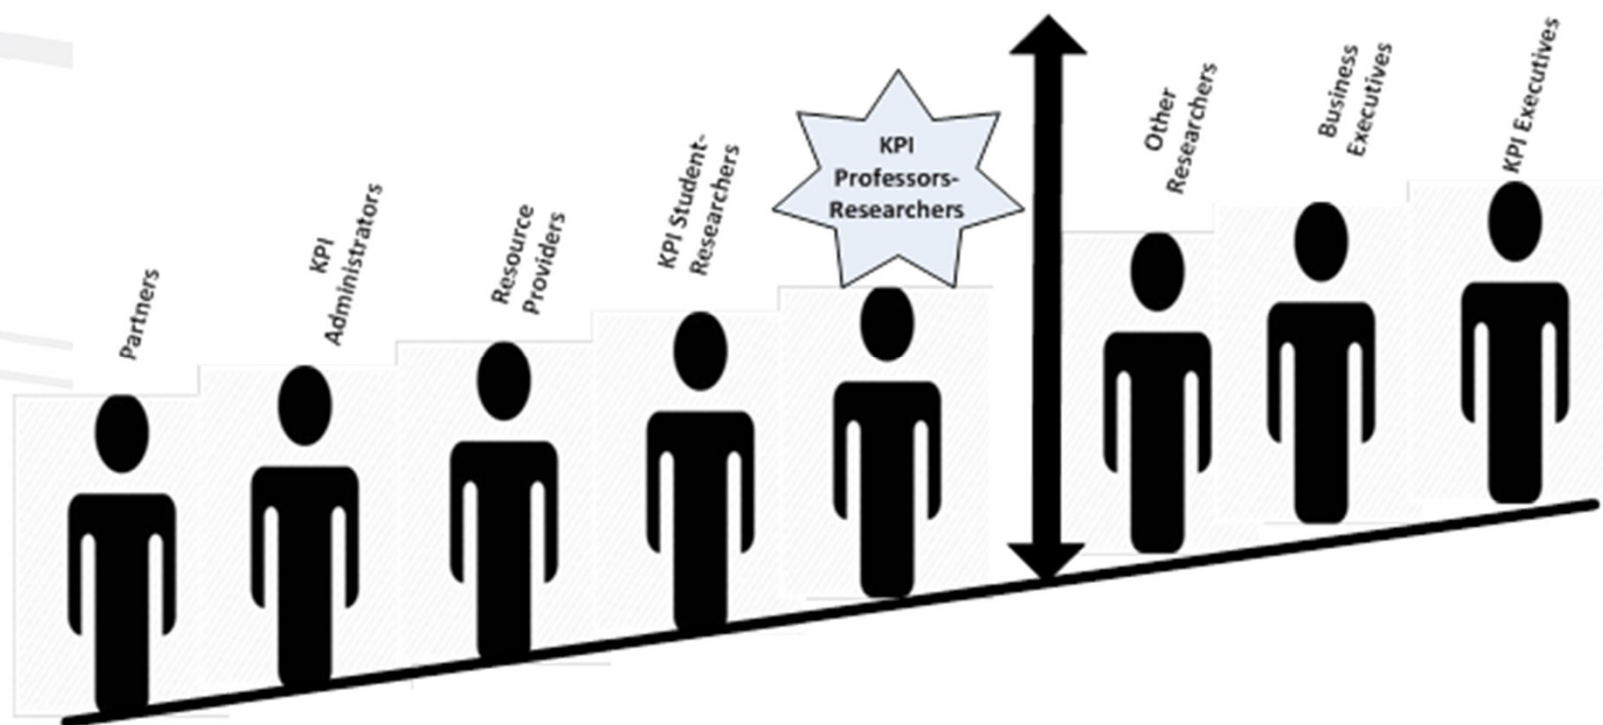 Partners
KPI
Administrators
Resource
Providers
KPI Student-
Researchers
KPI
Professors-
Researchers
Other
Researchers
Business
Executives
KPI Executives